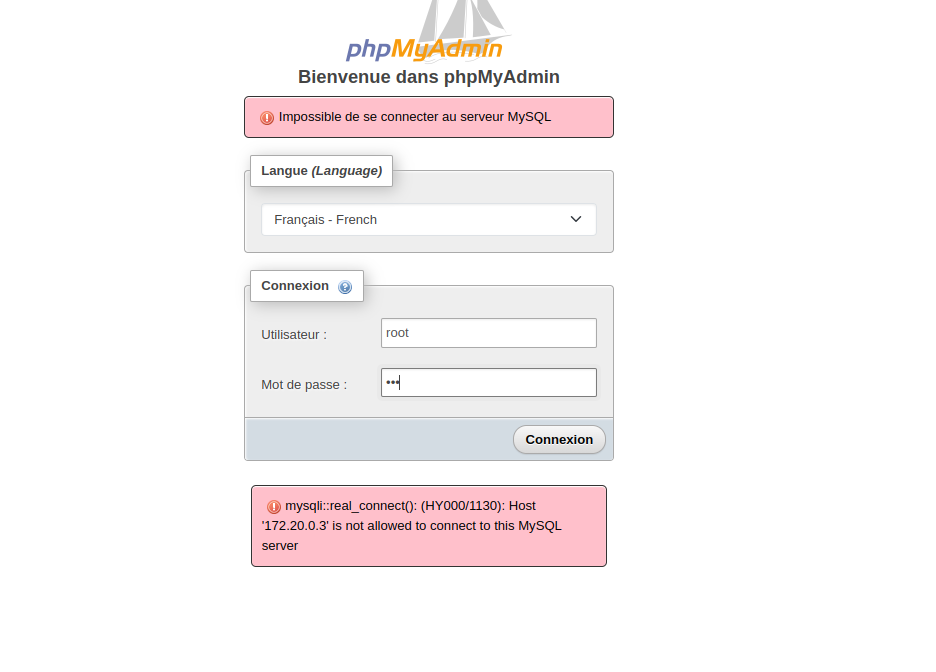 phpMyAdmin
Bienvenue dans phpMyAdmin
Impossible de se connecter au serveur MySQL
Langue (Language)
Français - French
Connexion
Utilisateur :
root
Mot de passe :
•••
Connexion
mysqli::real_connect(): (HY000/1130): Host
'172.20.0.3' is not allowed to connect to this MySQL
server